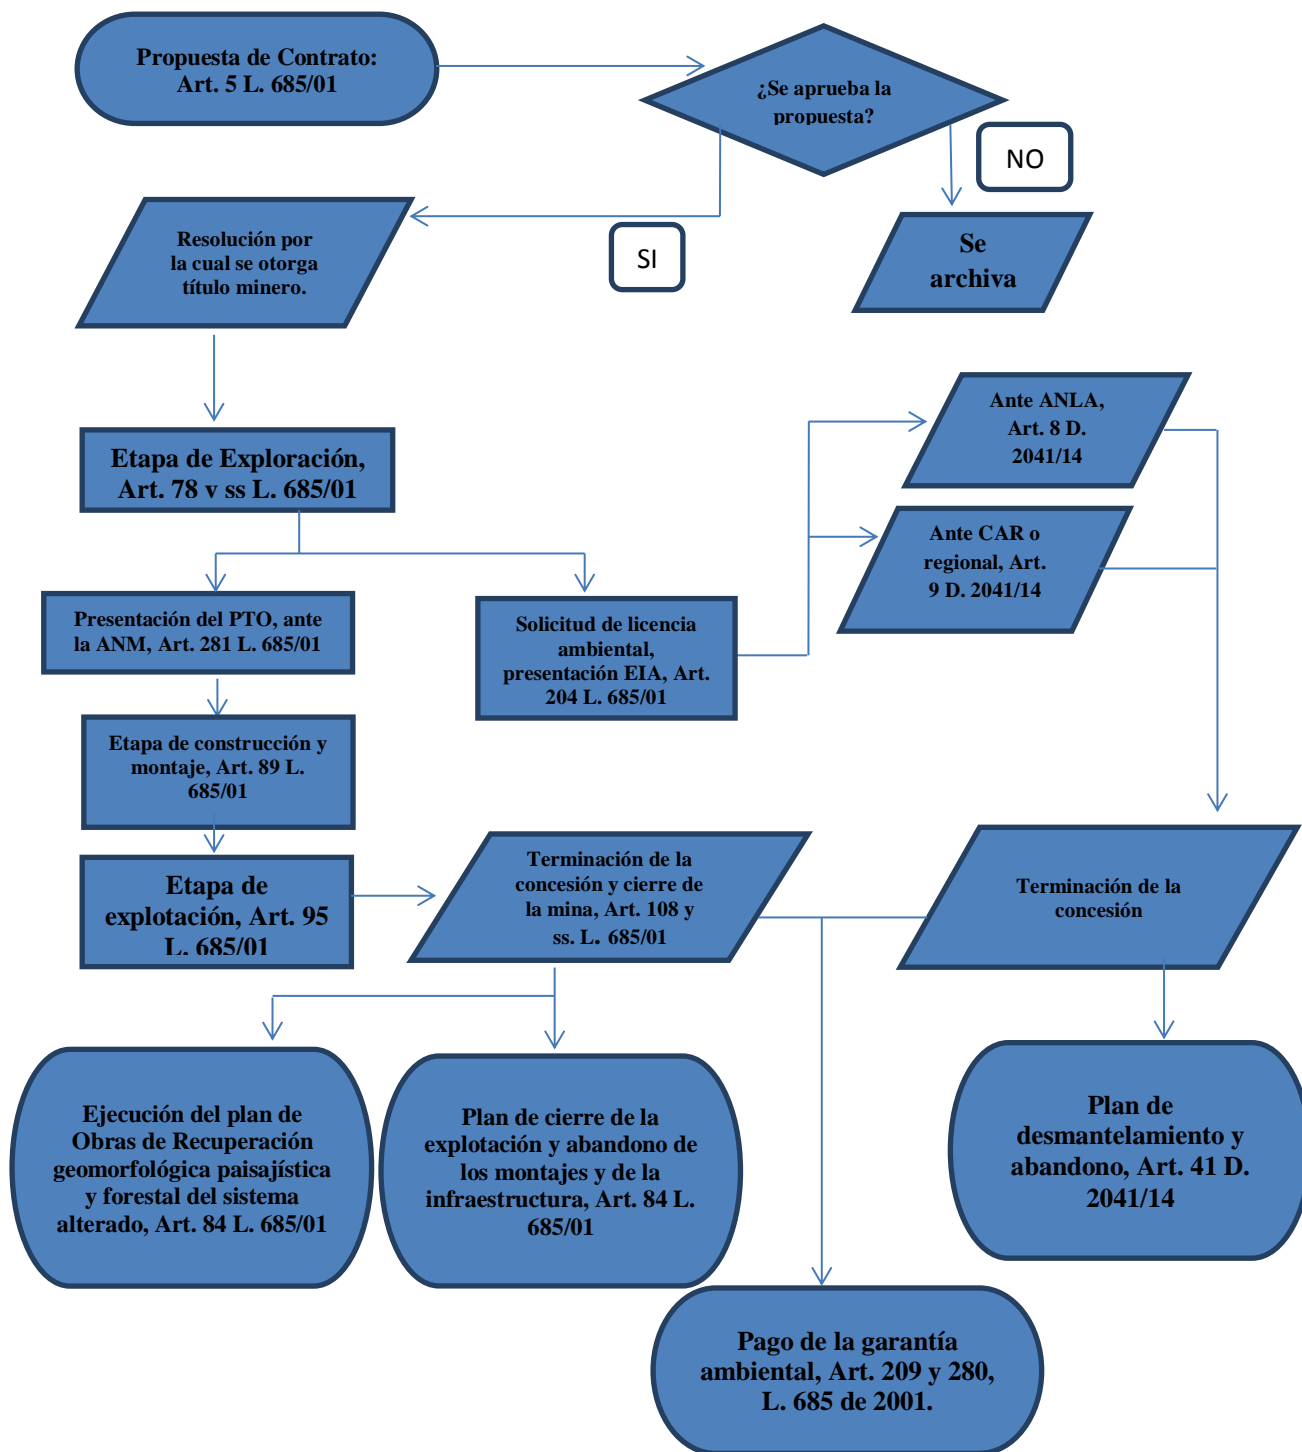 Propuesta de Contrato:
Art. 5 L. 685/01
¿Se aprueba la
propuesta?
NO
SI
Se
archiva
Resolución por
la cual se otorga
título minero.
Etapa de Exploración,
Art. 78 y ss L. 685/01
Ante ANLA,
Art. 8 D.
2041/14
Ante CAR o
regional, Art.
9 D. 2041/14
Presentación del PTO, ante
la ANM, Art. 281 L. 685/01
Solicitud de licencia
ambiental,
presentación EIA, Art.
204 L. 685/01
Etapa de construcción y
montaje, Art. 89 L.
685/01
Etapa de
explotación, Art. 95
L. 685/01
Terminación de la
concesión y cierre de
la mina, Art. 108 y
ss. L. 685/01
Terminación de la
concesión
Ejecución del plan de
Obras de Recuperación
geomorfológica paisajística
y forestal del sistema
alterado, Art. 84 L. 685/01
Plan de cierre de la
explotación y abandono de
los montajes y de la
infraestructura, Art. 84 L.
685/01
Plan de
desmantelamiento y
abandono, Art. 41 D.
2041/14
Pago de la garantía
ambiental, Art. 209 y 280,
L. 685 de 2001.